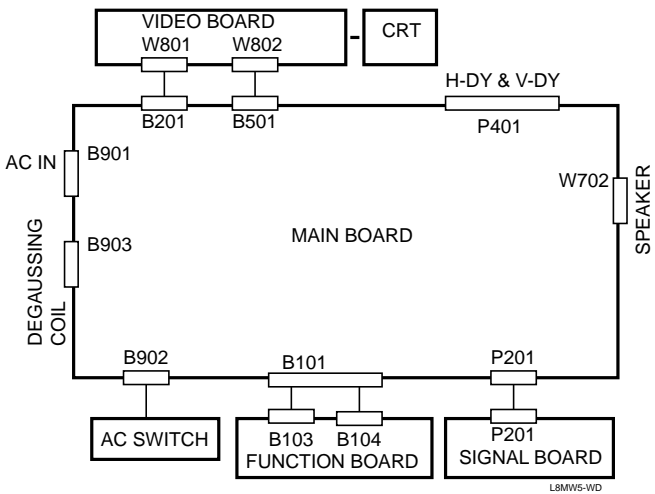 VIDEO BOARD
CRT
W801 W802
H-DY & V-DY
B201 B501 P401
AC IN
B901
W702
SPEAKER
DEGAUSSING
COIL
B903
MAIN BOARD
B902 B101 P201
AC SWITCH
B103 B104
FUNCTION BOARD
P201
SIGNAL BOARD
L8MW5-WD